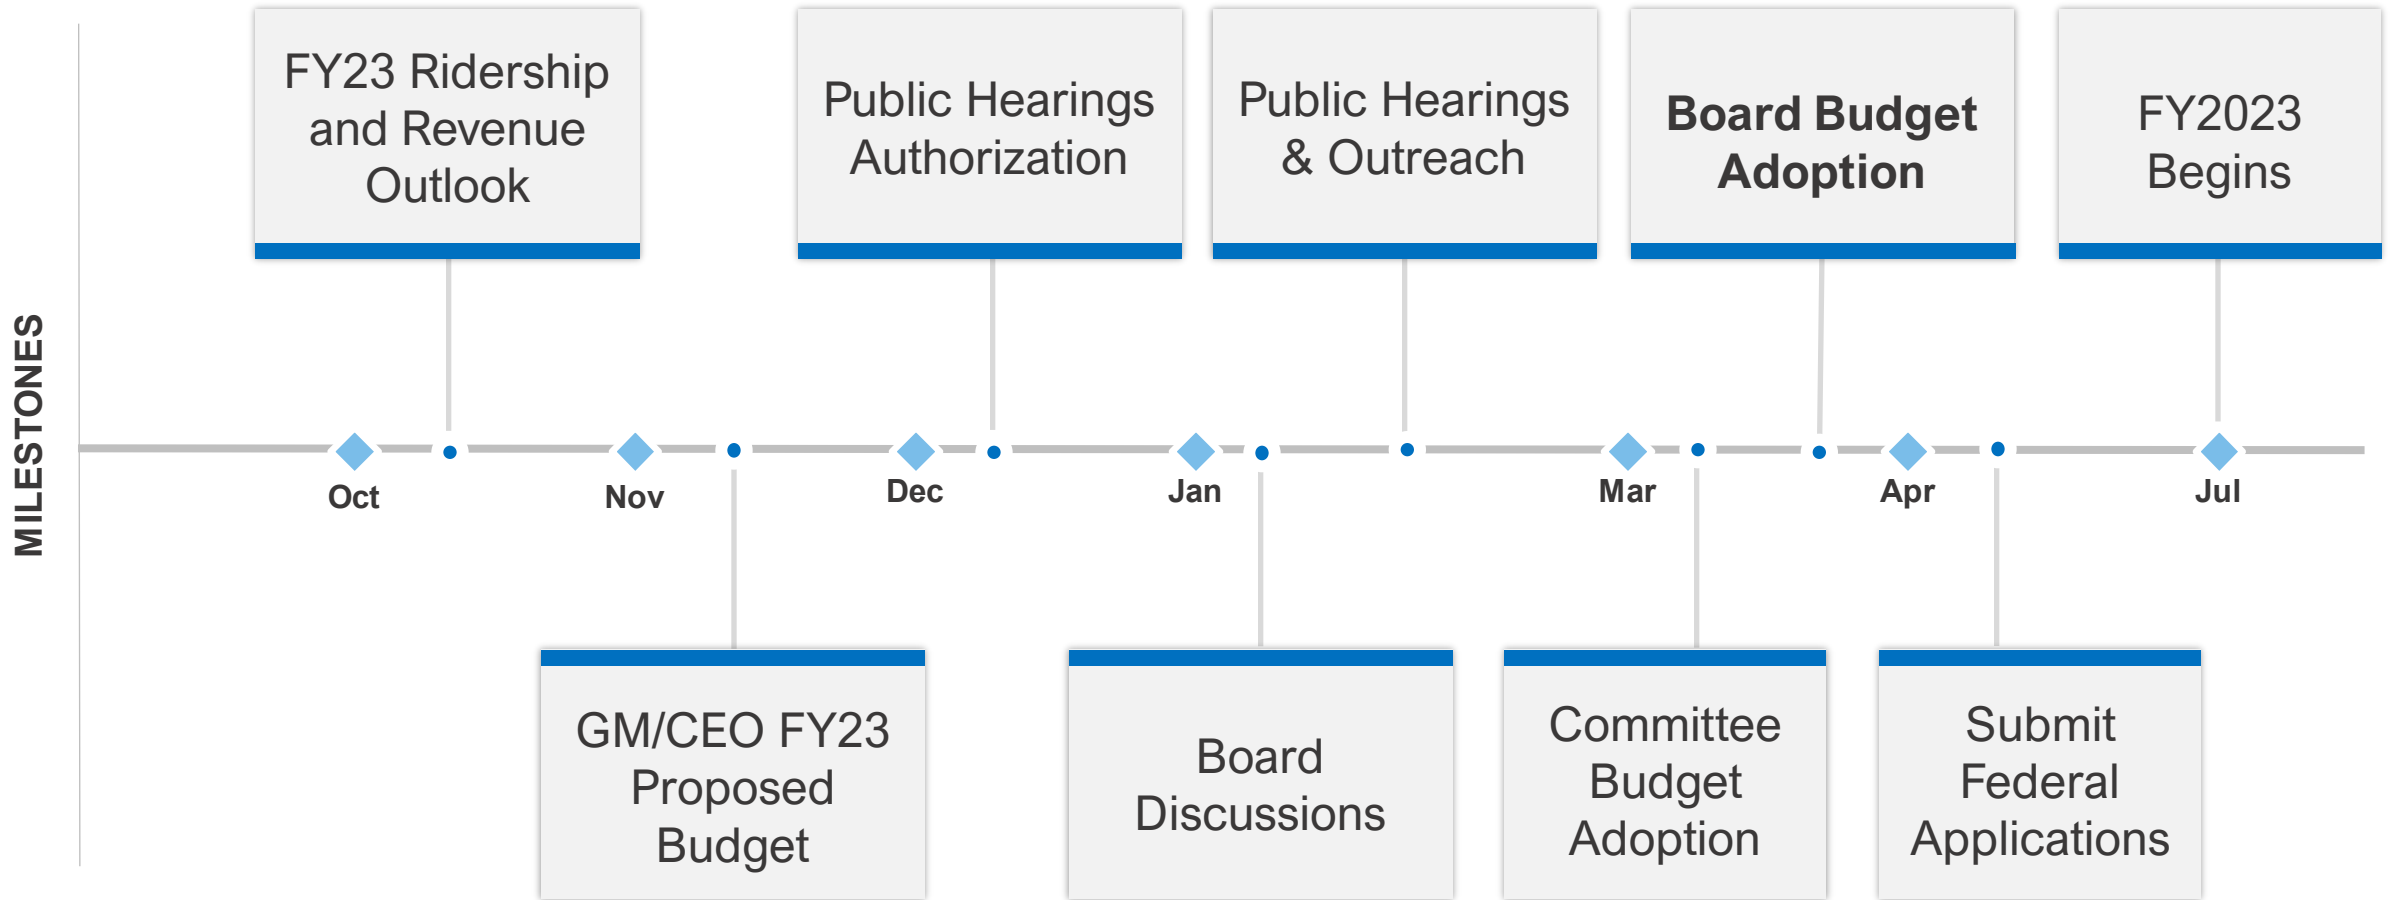 MILESTONES
FY23 Ridership
and Revenue
Outlook
Public Hearings
Authorization
Public Hearings
& Outreach
Board Budget
Adoption
FY2023
Begins
Oct
Nov
Dec
Jan
Mar
Apr
Jul
GM/CEO FY23
Proposed
Budget
Board
Discussions
Committee
Budget
Adoption
Submit
Federal
Applications